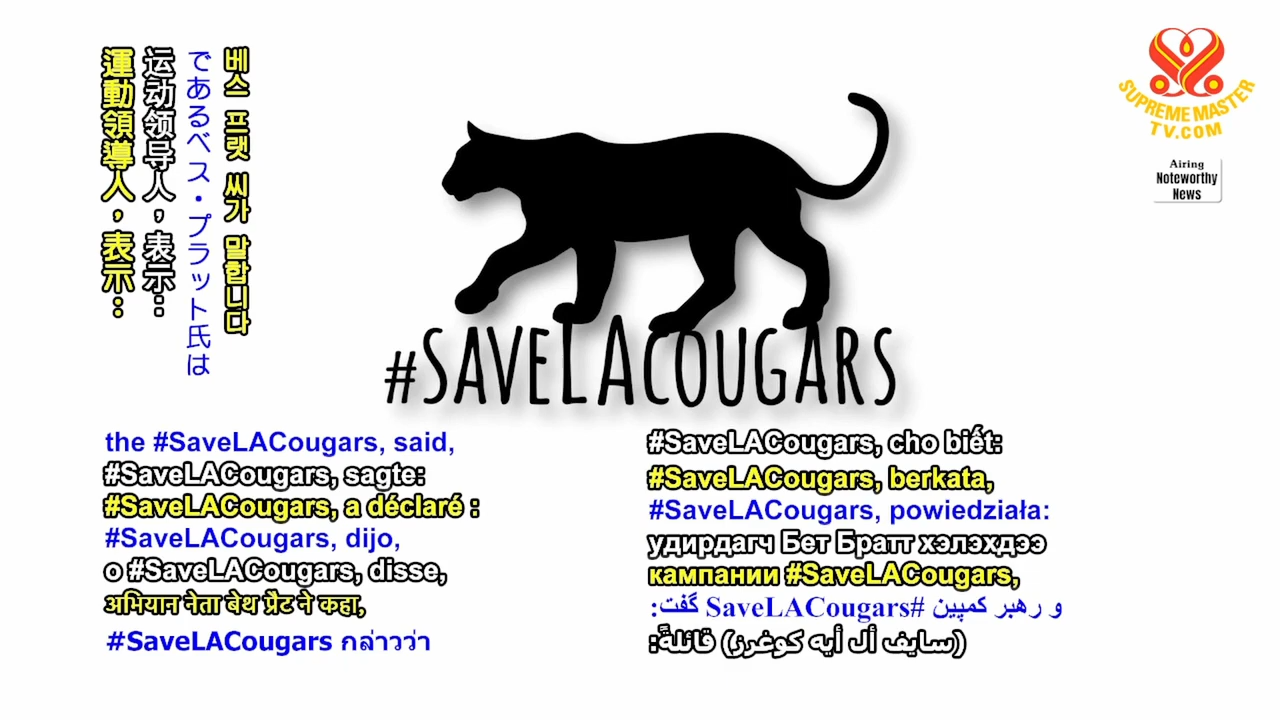 베스 프랫 씨가 말합니다
であるベス・プラット氏は
运动领导人，表示：
運動領導人，表示：
SUPREME MASTER
TV.COM
Airing
Noteworthy
News
#SAVELACOUGARS
the #SaveLACougars, said,
#SaveLACougars, sagte:
#SaveLACougars, a déclaré :
#SaveLACougars, dijo,
o #SaveLACougars, disse,
अभियान नेता बेथ प्रैट ने कहा,
#SaveLACougars กล่าวว่า
#SaveLACougars, cho biết:
#SaveLACougars, berkata,
#SaveLACougars, powiedziała:
удирдагч Бет Братт хэлэхдээ
кампании #SaveLACougars,
و رهبر کمپین #SaveLACougars گفت:
(سايف أل أيه كوغرز) قائلةً: